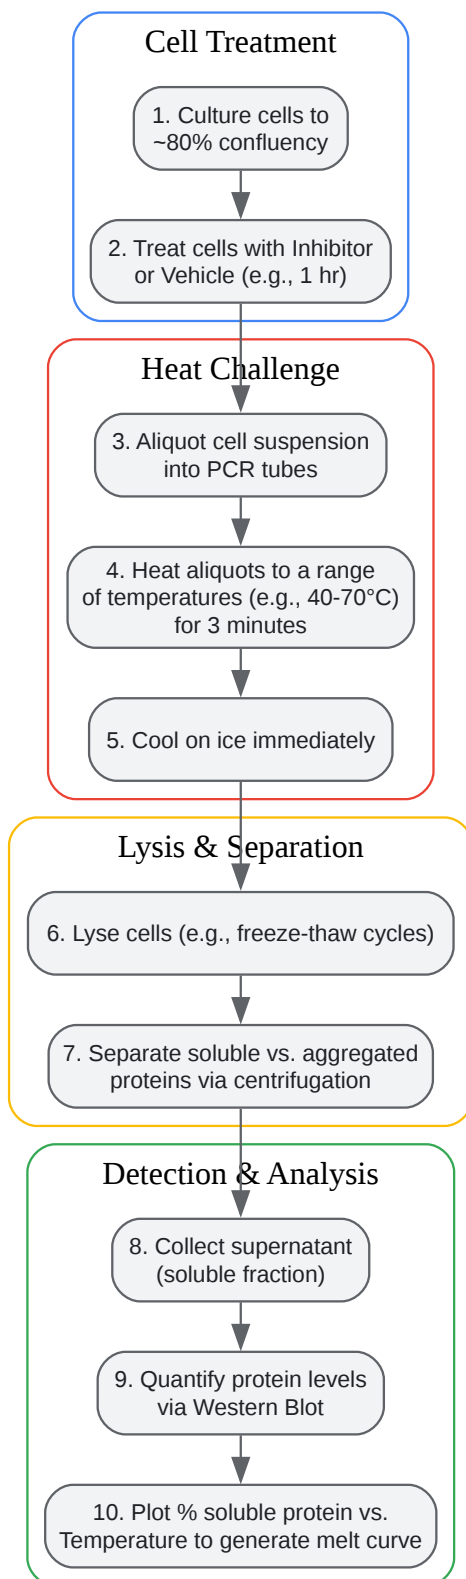 Cell Treatment
1. Culture cells to
~80% confluency
2. Treat cells with Inhibitor
or Vehicle (e.g., 1 hr)
Heat Challenge
3. Aliquot cell suspension
into PCR tubes
4. Heat aliquots to a range
of temperatures (e.g., 40-70°C)
for 3 minutes
5. Cool on ice immediately
Lysis & Separation
6. Lyse cells (e.g., freeze-thaw cycles)
7. Separate soluble vs. aggregated
proteins via centrifugation
Detection & Analysis
8. Collect supernatant
(soluble fraction)
9. Quantify protein levels
via Western Blot
10. Plot % soluble protein vs.
Temperature to generate melt curve